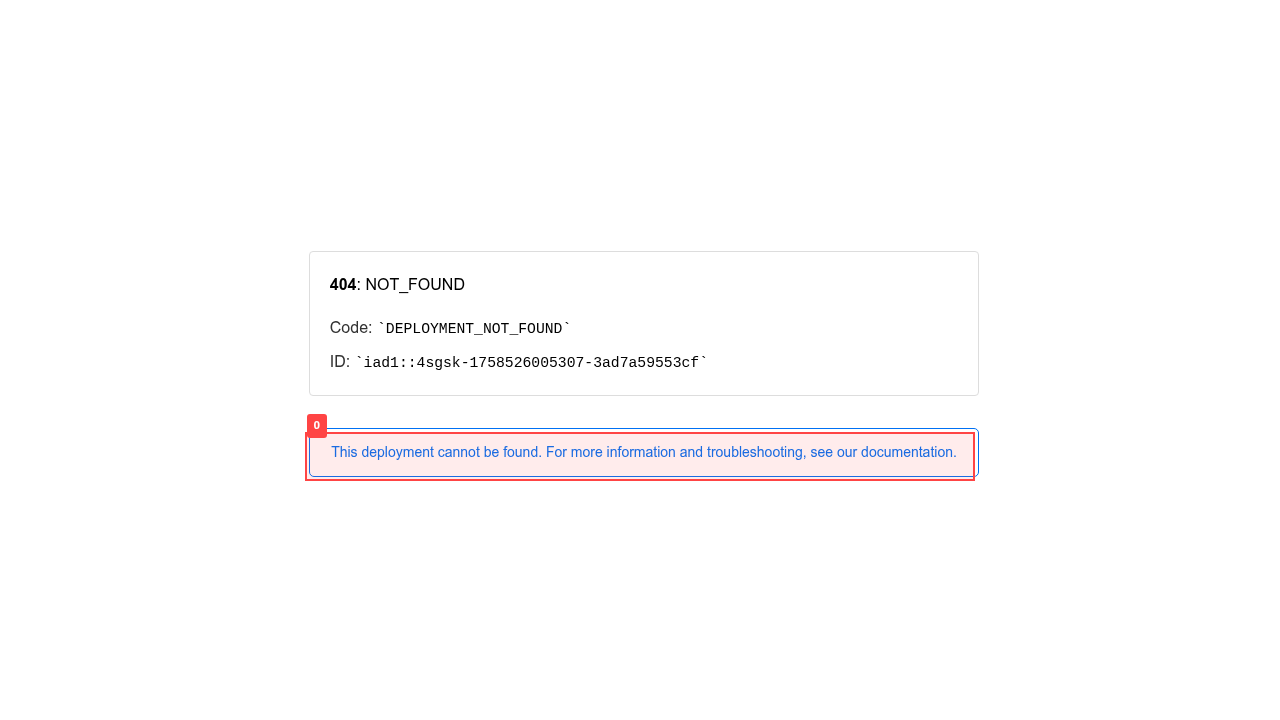 404: NOT_FOUND
Code: `DEPLOYMENT_NOT_FOUND`
ID: `iad1::4sgsk-1758526005307-3ad7a59553cf`
0
This deployment cannot be found. For more information and troubleshooting, see our documentation.